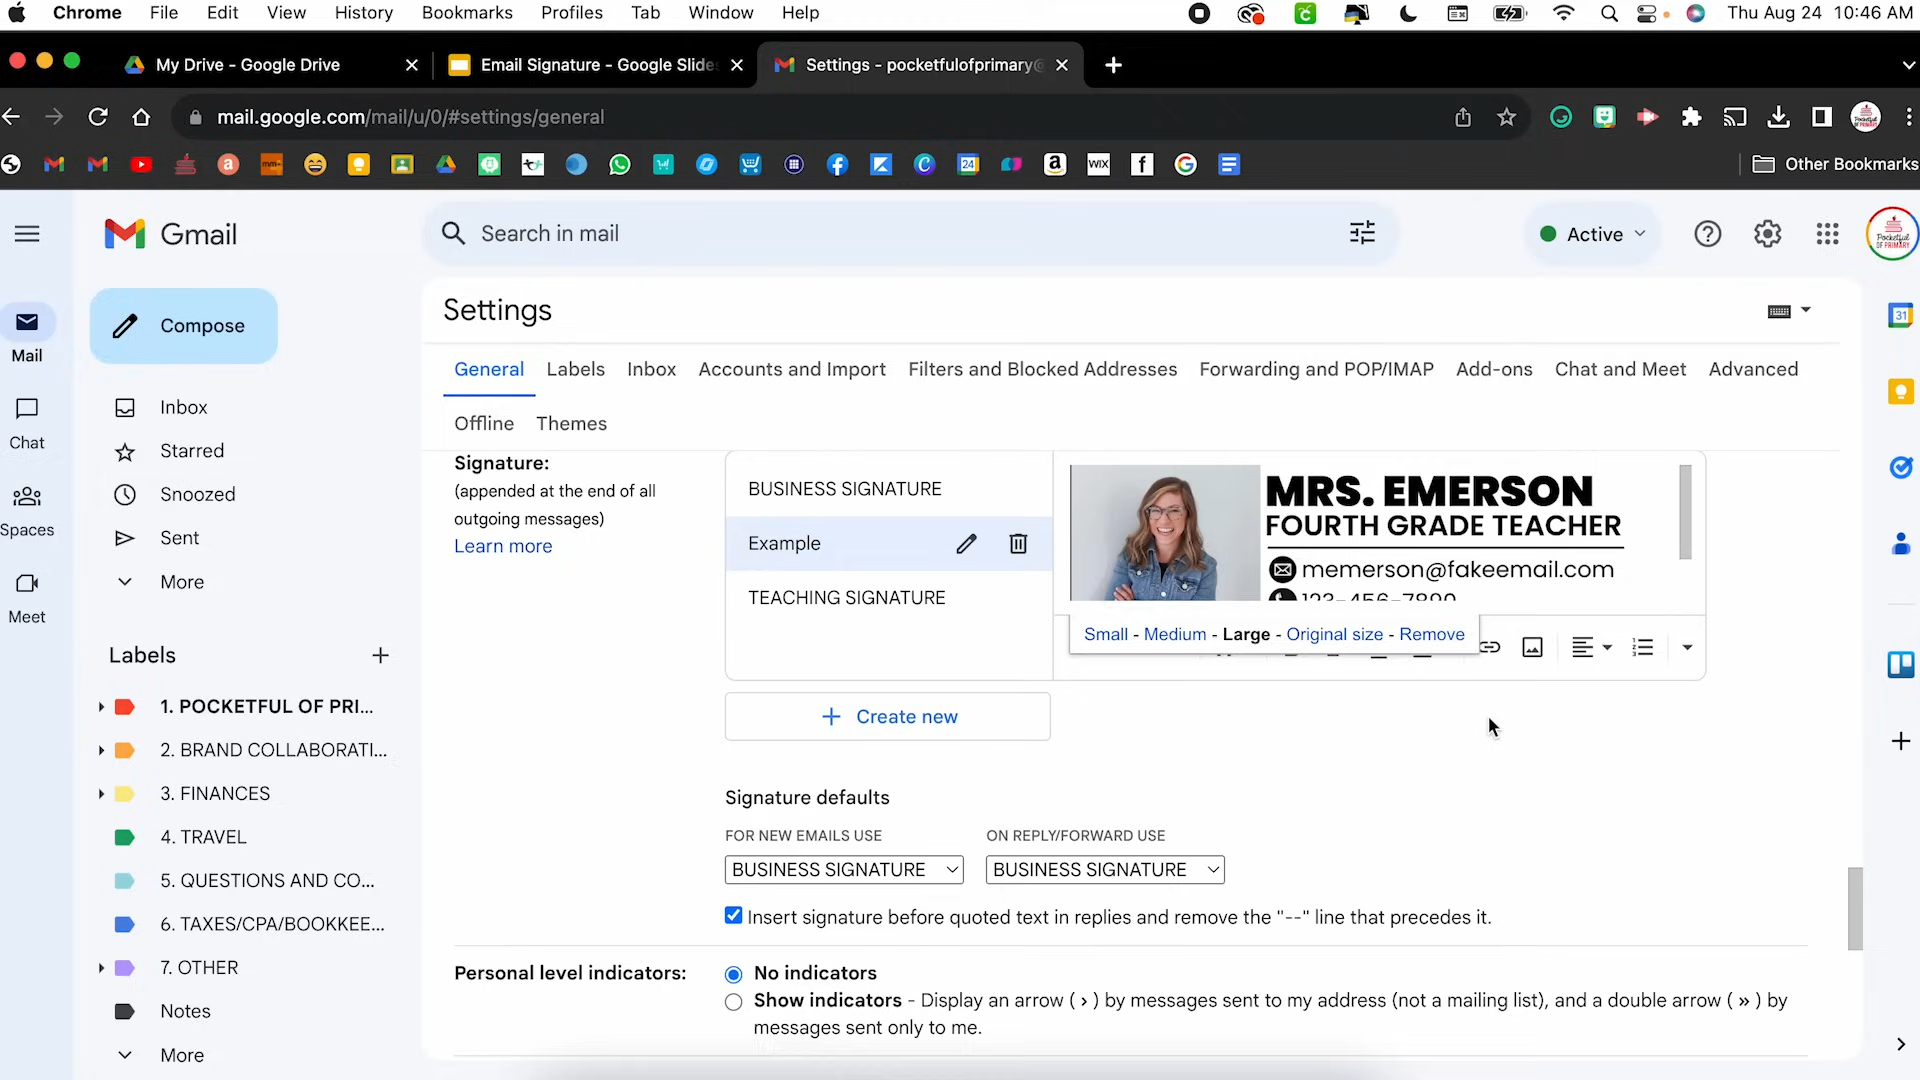 Chrome File Edit View History Bookmarks Profiles Tab Window Help Thu Aug 24 10:46 AM
My Drive - Google Drive Email Signature - Google Slides Settings - pocketfulofprimary@
mail.google.com/mail/u/0/#settings/general
Other Bookmarks
Gmail Search in mail Active
Pocketful OF PRIMARY
Mail Compose
Settings
General Labels Inbox Accounts and Import Filters and Blocked Addresses Forwarding and POP/IMAP Add-ons Chat and Meet Advanced
Offline Themes
Chat
Spaces
Meet
Inbox
Starred
Snoozed
Sent
More
Labels
1. POCKETFUL OF PRI...
2. BRAND COLLABORATI...
3. FINANCES
4. TRAVEL
5. QUESTIONS AND CO...
6. TAXES/CPA/BOOKKEE...
7. OTHER
Notes
More
Signature:
(appended at the end of all
outgoing messages)
Learn more
BUSINESS SIGNATURE
Example
TEACHING SIGNATURE
MRS. EMERSON
FOURTH GRADE TEACHER
memerson@fakeemail.com
123-456-7890
Small - Medium - Large - Original size - Remove
+ Create new
Signature defaults
FOR NEW EMAILS USE ON REPLY/FORWARD USE
BUSINESS SIGNATURE BUSINESS SIGNATURE
Insert signature before quoted text in replies and remove the "--" line that precedes it.
Personal level indicators:
No indicators
Show indicators - Display an arrow ( › ) by messages sent to my address (not a mailing list), and a double arrow ( » ) by
messages sent only to me.